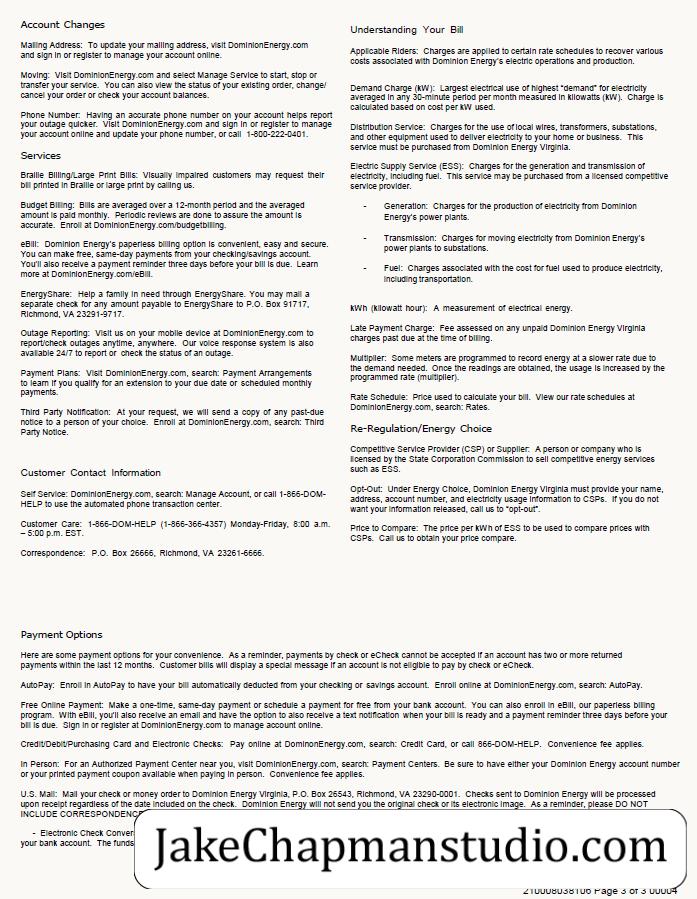 Account Changes
Mailing Address: To update your mailing address, visit DominionEnergy.com
and sign in or register to manage your account online.
Moving: Visit DominionEnergy.com and select Manage Service to start, stop or
transfer your service. You can also view the status of your existing order, change/
cancel your order or check your account balances.
Phone Number: Having an accurate phone number on your account helps report
your outage quicker. Visit DominionEnergy.com and sign in or register to manage
your account online and update your phone number, or call 1-800-222-0401.
Services
Braille Billing/Large Print Bills: Visually impaired customers may request their
bill printed in Braille or large print by calling us.
Budget Billing: Bills are averaged over a 12-month period and the averaged
amount is paid monthly. Periodic reviews are done to assure the amount is
accurate. Enroll at DominionEnergy.com/budgetbilling.
eBill: Dominion Energy's paperless billing option is convenient, easy and secure.
You can make free, same-day payments from your checking/savings account.
You'll also receive a payment reminder three days before your bill is due. Learn
more at DominionEnergy.com/eBill.
EnergyShare: Help a family in need through EnergyShare. You may mail a
separate check for any amount payable to EnergyShare to P.O. Box 91717,
Richmond, VA 23291-9717.
Outage Reporting: Visit us on your mobile device at DominionEnergy.com to
report/check outages anytime, anywhere. Our voice response system is also
available 24/7 to report or check the status of an outage.
Payment Plans: Visit DominionEnergy.com, search: Payment Arrangements
to learn if you qualify for an extension to your due date or scheduled monthly
payments.
Third Party Notification: At your request, we will send a copy of any past-due
notice to a person of your choice. Enroll at DominionEnergy.com, search: Third
Party Notice.
Customer Contact Information
Self Service: DominionEnergy.com, search: Manage Account, or call 1-866-DOM-
HELP to use the automated phone transaction center.
Customer Care: 1-866-DOM-HELP (1-866-366-4357) Monday-Friday, 8:00 a.m.
– 5:00 p.m. EST.
Correspondence: P.O. Box 26666, Richmond, VA 23261-6666.
Understanding Your Bill
Applicable Riders: Charges are applied to certain rate schedules to recover various
costs associated with Dominion Energy's electric operations and production.
Demand Charge (kW): Largest electrical use of highest "demand" for electricity
averaged in any 30-minute period per month measured in kilowatts (kW). Charge is
calculated based on cost per kW used.
Distribution Service: Charges for the use of local wires, transformers, substations,
and other equipment used to deliver electricity to your home or business. This
service must be purchased from Dominion Energy Virginia.
Electric Supply Service (ESS): Charges for the generation and transmission of
electricity, including fuel. This service may be purchased from a licensed competitive
service provider.
- Generation: Charges for the production of electricity from Dominion
Energy's power plants.
- Transmission: Charges for moving electricity from Dominion Energy's
power plants to substations.
- Fuel: Charges associated with the cost for fuel used to produce electricity,
including transportation.
kWh (kilowatt hour): A measurement of electrical energy.
Late Payment Charge: Fee assessed on any unpaid Dominion Energy Virginia
charges past due at the time of billing.
Multiplier: Some meters are programmed to record energy at a slower rate due to
the demand needed. Once the readings are obtained, the usage is increased by the
programmed rate (multiplier).
Rate Schedule: Price used to calculate your bill. View our rate schedules at
DominionEnergy.com, search: Rates.
Re-Regulation/Energy Choice
Competitive Service Provider (CSP) or Supplier: A person or company who is
licensed by the State Corporation Commission to sell competitive energy services
such as ESS.
Opt-Out: Under Energy Choice, Dominion Energy Virginia must provide your name,
address, account number, and electricity usage information to CSPs. If you do not
want your information released, call us to "opt-out".
Price to Compare: The price per kWh of ESS to be used to compare prices with
CSPs. Call us to obtain your price compare.
Payment Options
Here are some payment options for your convenience. As a reminder, payments by check or eCheck cannot be accepted if an account has two or more returned
payments within the last 12 months. Customer bills will display a special message if an account is not eligible to pay by check or eCheck.
AutoPay: Enroll in AutoPay to have your bill automatically deducted from your checking or savings account. Enroll online at DominionEnergy.com, search: AutoPay.
Free Online Payment: Make a one-time, same-day payment or schedule a payment for free from your bank account. You can also enroll in eBill, our paperless billing
program. With eBill, you'll also receive an email and have the option to also receive a text notification when your bill is ready and a payment reminder three days before your
bill is due. Sign in or register at DominionEnergy.com to manage account online.
Credit/Debit/Purchasing Card and Electronic Checks: Pay online at DominonEnergy.com, search: Credit Card, or call 866-DOM-HELP. Convenience fee applies.
In Person: For an Authorized Payment Center near you, visit DominionEnergy.com, search: Payment Centers. Be sure to have either your Dominion Energy account number
or your printed payment coupon available when paying in person. Convenience fee applies.
U.S. Mail: Mail your check or money order to Dominion Energy Virginia, P.O. Box 26543, Richmond, VA 23290-0001. Checks sent to Dominion Energy will be processed
upon receipt regardless of the date included on the check. Dominion Energy will not send you the original check or its electronic image. As a reminder, please DO NOT
INCLUDE CORRESPONDENCE
- Electronic Check
your bank account. The funds
JakeChapmanstudio.com
210008038106 Page 3 of 3 00004